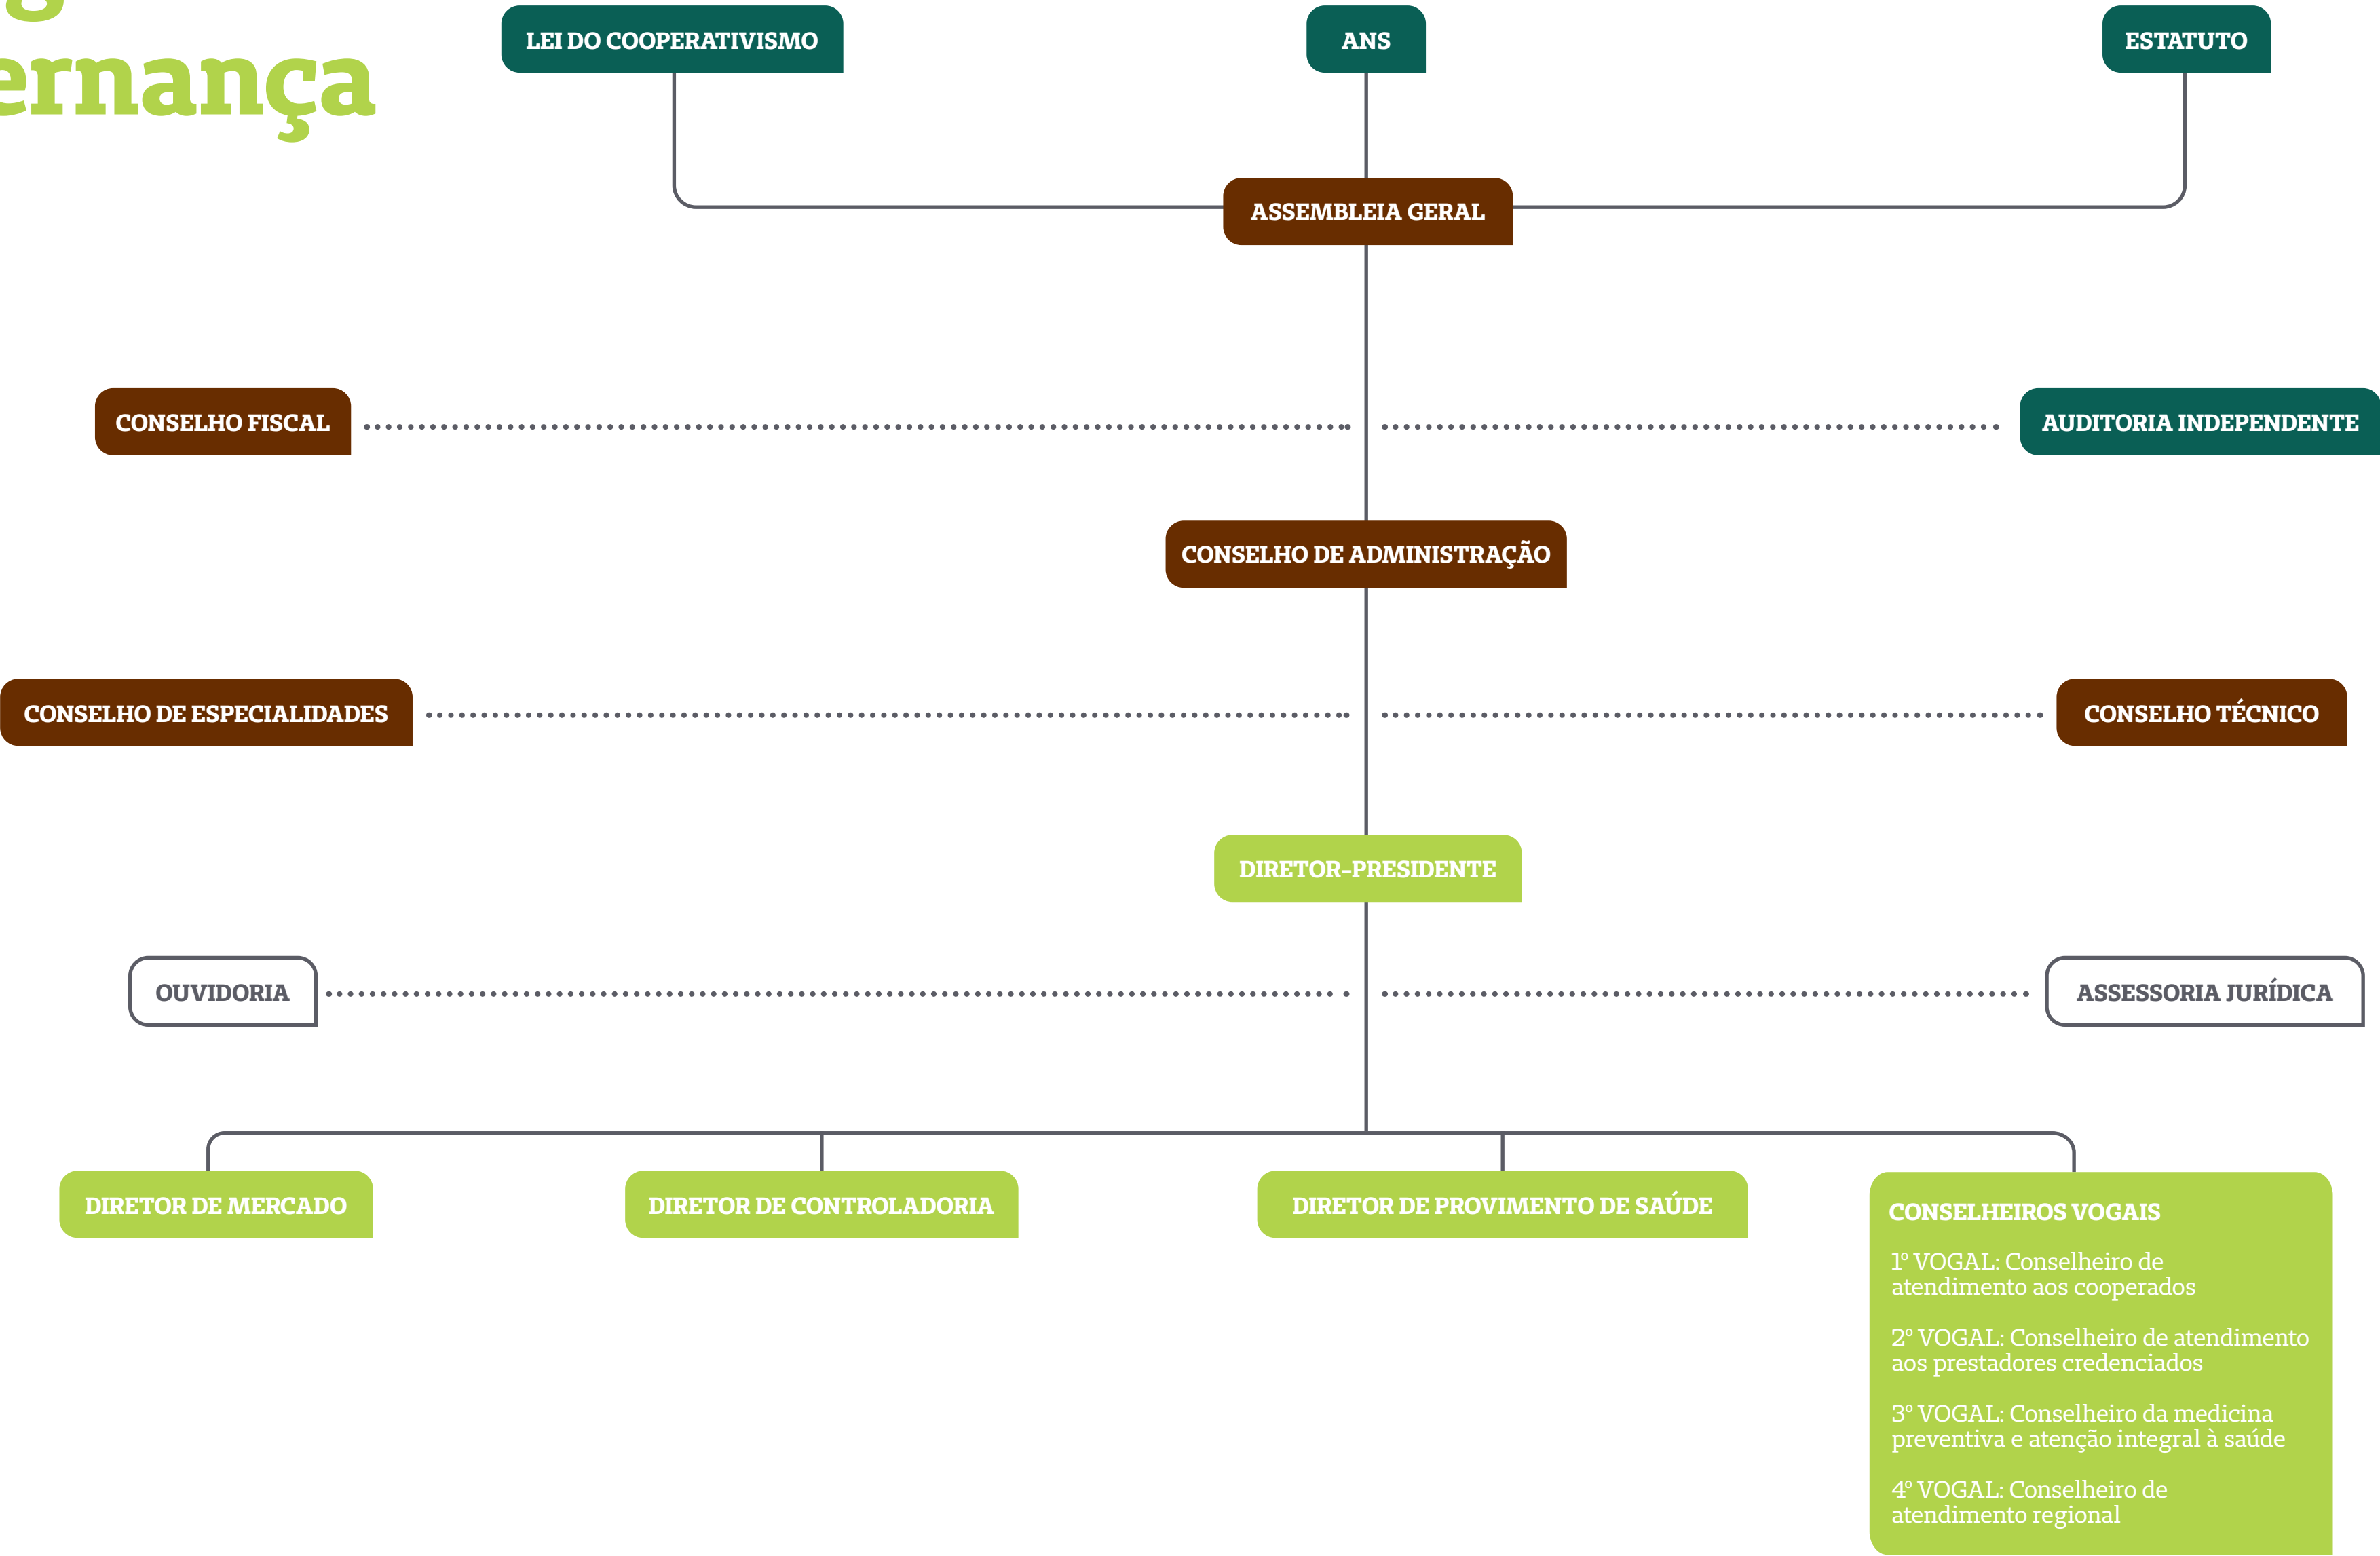 ernança
LEI DO COOPERATIVISMO
ANS
ESTATUTO
ASSEMBLEIA GERAL
CONSELHO FISCAL
AUDITORIA INDEPENDENTE
CONSELHO DE ADMINISTRAÇÃO
CONSELHO DE ESPECIALIDADES
CONSELHO TÉCNICO
DIRETOR-PRESIDENTE
OUVIDORIA
ASSESSORIA JURÍDICA
DIRETOR DE MERCADO
DIRETOR DE CONTROLADORIA
DIRETOR DE PROVIMENTO DE SAÚDE
CONSELHEIROS VOGAIS
1º VOGAL: Conselheiro de
atendimento aos cooperados
2º VOGAL: Conselheiro de atendimento
aos prestadores credenciados
3º VOGAL: Conselheiro da medicina
preventiva e atenção integral à saúde
4º VOGAL: Conselheiro de
atendimento regional